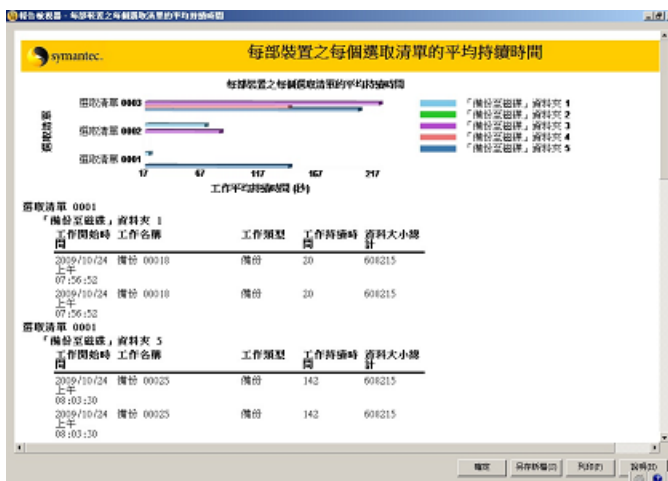 報告檢視器 - 每部裝置之每個選取清單的平均持續時間
symantec.
每部裝置之每個選取清單的平均持續時間
每部裝置之每個選取清單的平均持續時間
選取清單
選取清單 0003
選取清單 0002
選取清單 0001
「備份至磁碟」資料夾 1
「備份至磁碟」資料夾 2
「備份至磁碟」資料夾 3
「備份至磁碟」資料夾 4
「備份至磁碟」資料夾 5
17 67 117 167 217
工作平均持續時間 (秒)
選取清單 0001
「備份至磁碟」資料夾 1
工作開始時間 工作名稱 工作類型 工作持續時間 資料大小總計
2009/10/24 備份 00018 備份 20 608215
上午
07:56:52
2009/10/24 備份 00018 備份 20 608215
上午
07:56:52
選取清單 0001
「備份至磁碟」資料夾 5
工作開始時間 工作名稱 工作類型 工作持續時間 資料大小總計
2009/10/24 備份 00025 備份 142 608215
上午
08:03:30
2009/10/24 備份 00025 備份 142 608215
上午
08:03:30
確定 另存新檔(S) 列印(P) 說明(H)